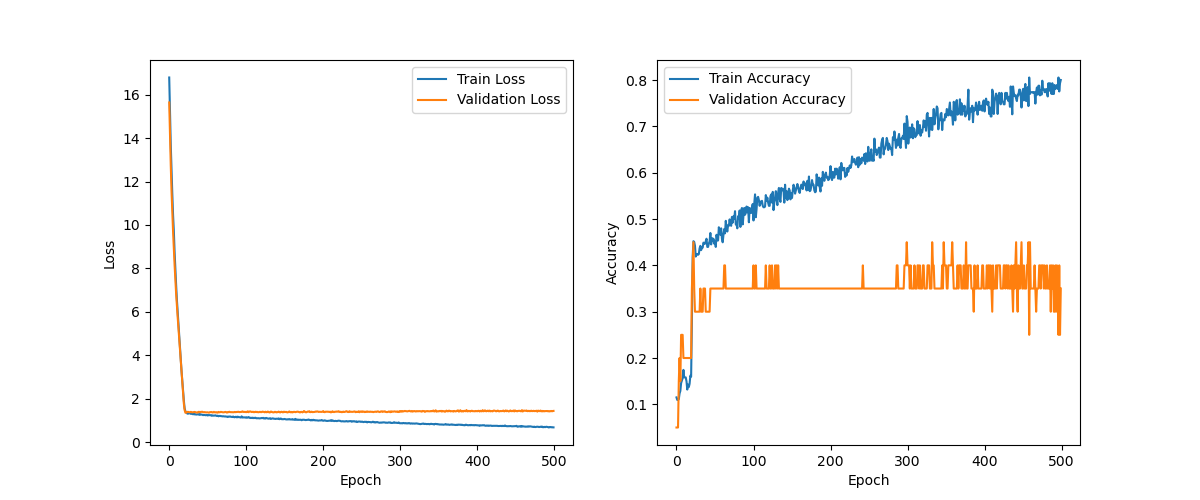 Train Loss
Validation Loss
16
14
12
10
8
6
4
2
0
0 100 200 300 400 500
Loss
Epoch
Train Accuracy
Validation Accuracy
0.8
0.7
0.6
0.5
0.4
0.3
0.2
0.1
0 100 200 300 400 500
Accuracy
Epoch